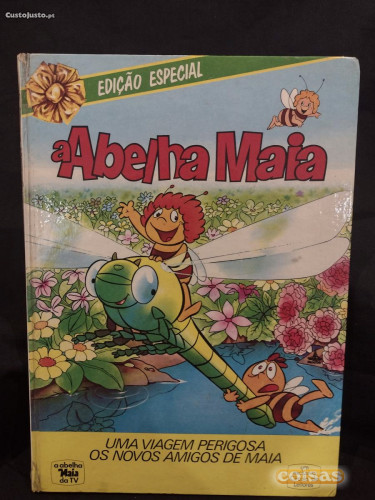 CustoJusto.pt
EDIÇÃO ESPECIAL
a Abelha Maia
UMA VIAGEM PERIGOSA
OS NOVOS AMIGOS DE MAIA
a abelha
Maia
da TV
coisas